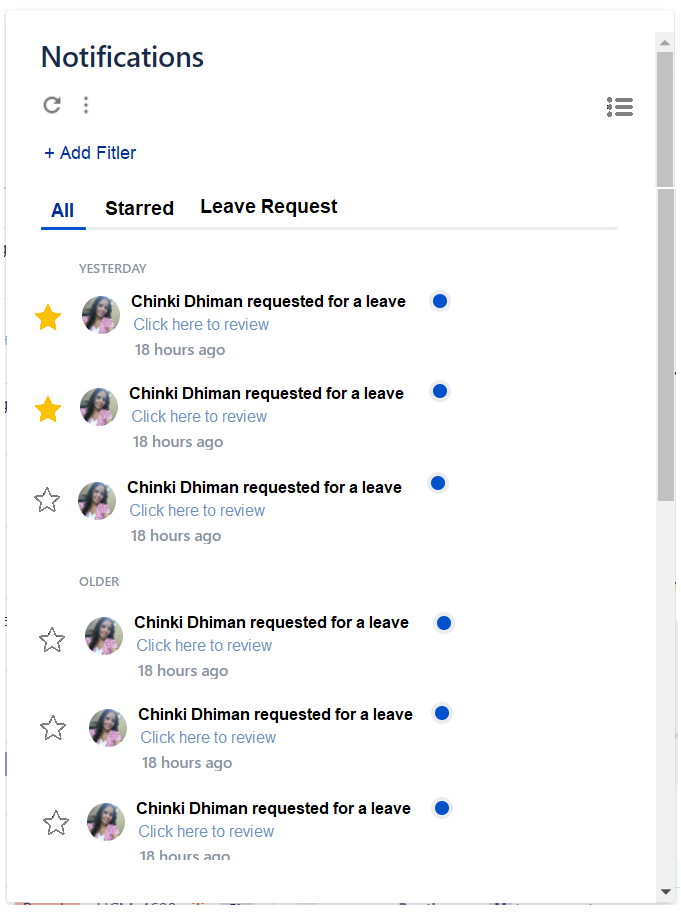 Notifications
+ Add Fitler
All Starred Leave Request
YESTERDAY
Chinki Dhiman requested for a leave
Click here to review
18 hours ago
Chinki Dhiman requested for a leave
Click here to review
18 hours ago
Chinki Dhiman requested for a leave
Click here to review
18 hours ago
OLDER
Chinki Dhiman requested for a leave
Click here to review
18 hours ago
Chinki Dhiman requested for a leave
Click here to review
18 hours ago
Chinki Dhiman requested for a leave
Click here to review
18 hours ago